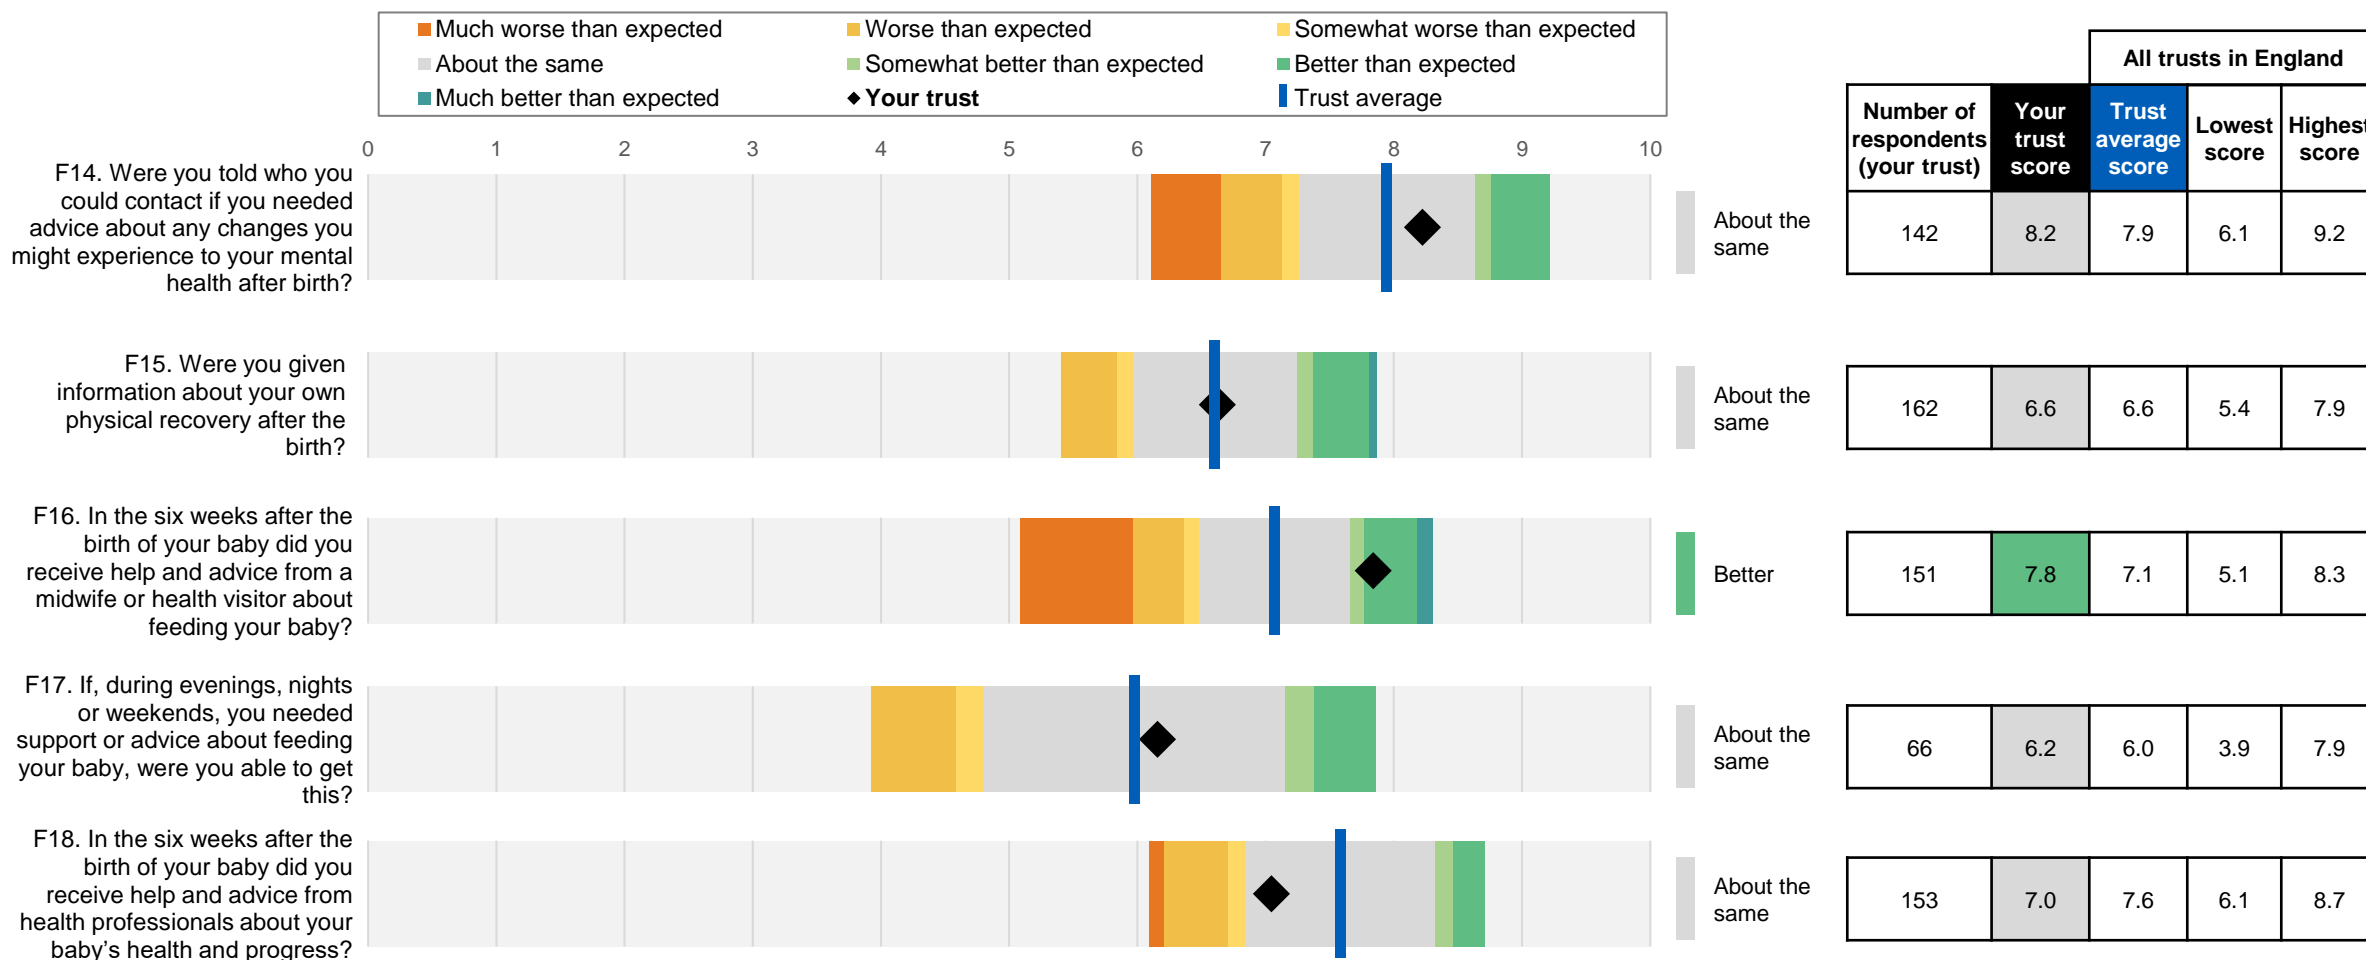 Much worse than expected
Worse than expected
Somewhat worse than expected
About the same
Somewhat better than expected
Better than expected
Much better than expected
Your trust
Trust average
All trusts in England
Number of
respondents
(your trust)
Your
trust
score
Trust
average
score
Lowest
score
Highest
score
0 1 2 3 4 5 6 7 8 9 10
F14. Were you told who you
could contact if you needed
advice about any changes you
might experience to your mental
health after birth?
About the
same
142 8.2 7.9 6.1 9.2
F15. Were you given
information about your own
physical recovery after the
birth?
About the
same
162 6.6 6.6 5.4 7.9
F16. In the six weeks after the
birth of your baby did you
receive help and advice from a
midwife or health visitor about
feeding your baby?
Better
151 7.8 7.1 5.1 8.3
F17. If, during evenings, nights
or weekends, you needed
support or advice about feeding
your baby, were you able to get
this?
About the
same
66 6.2 6.0 3.9 7.9
F18. In the six weeks after the
birth of your baby did you
receive help and advice from
health professionals about your
baby’s health and progress?
About the
same
153 7.0 7.6 6.1 8.7